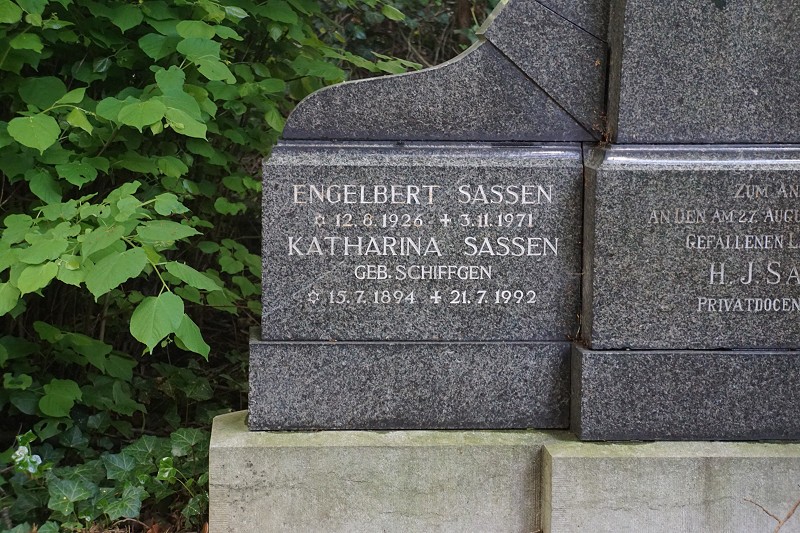 ENGELBERT SASSEN
✡ 12.8.1926 ✝ 3.11.1971
KATHARINA SASSEN
GEB. SCHIFFGEN
✡ 15.7.1894 ✝ 21.7.1992
ZUM
AN DEN AM 27.
GEFALLENEN
H. J.